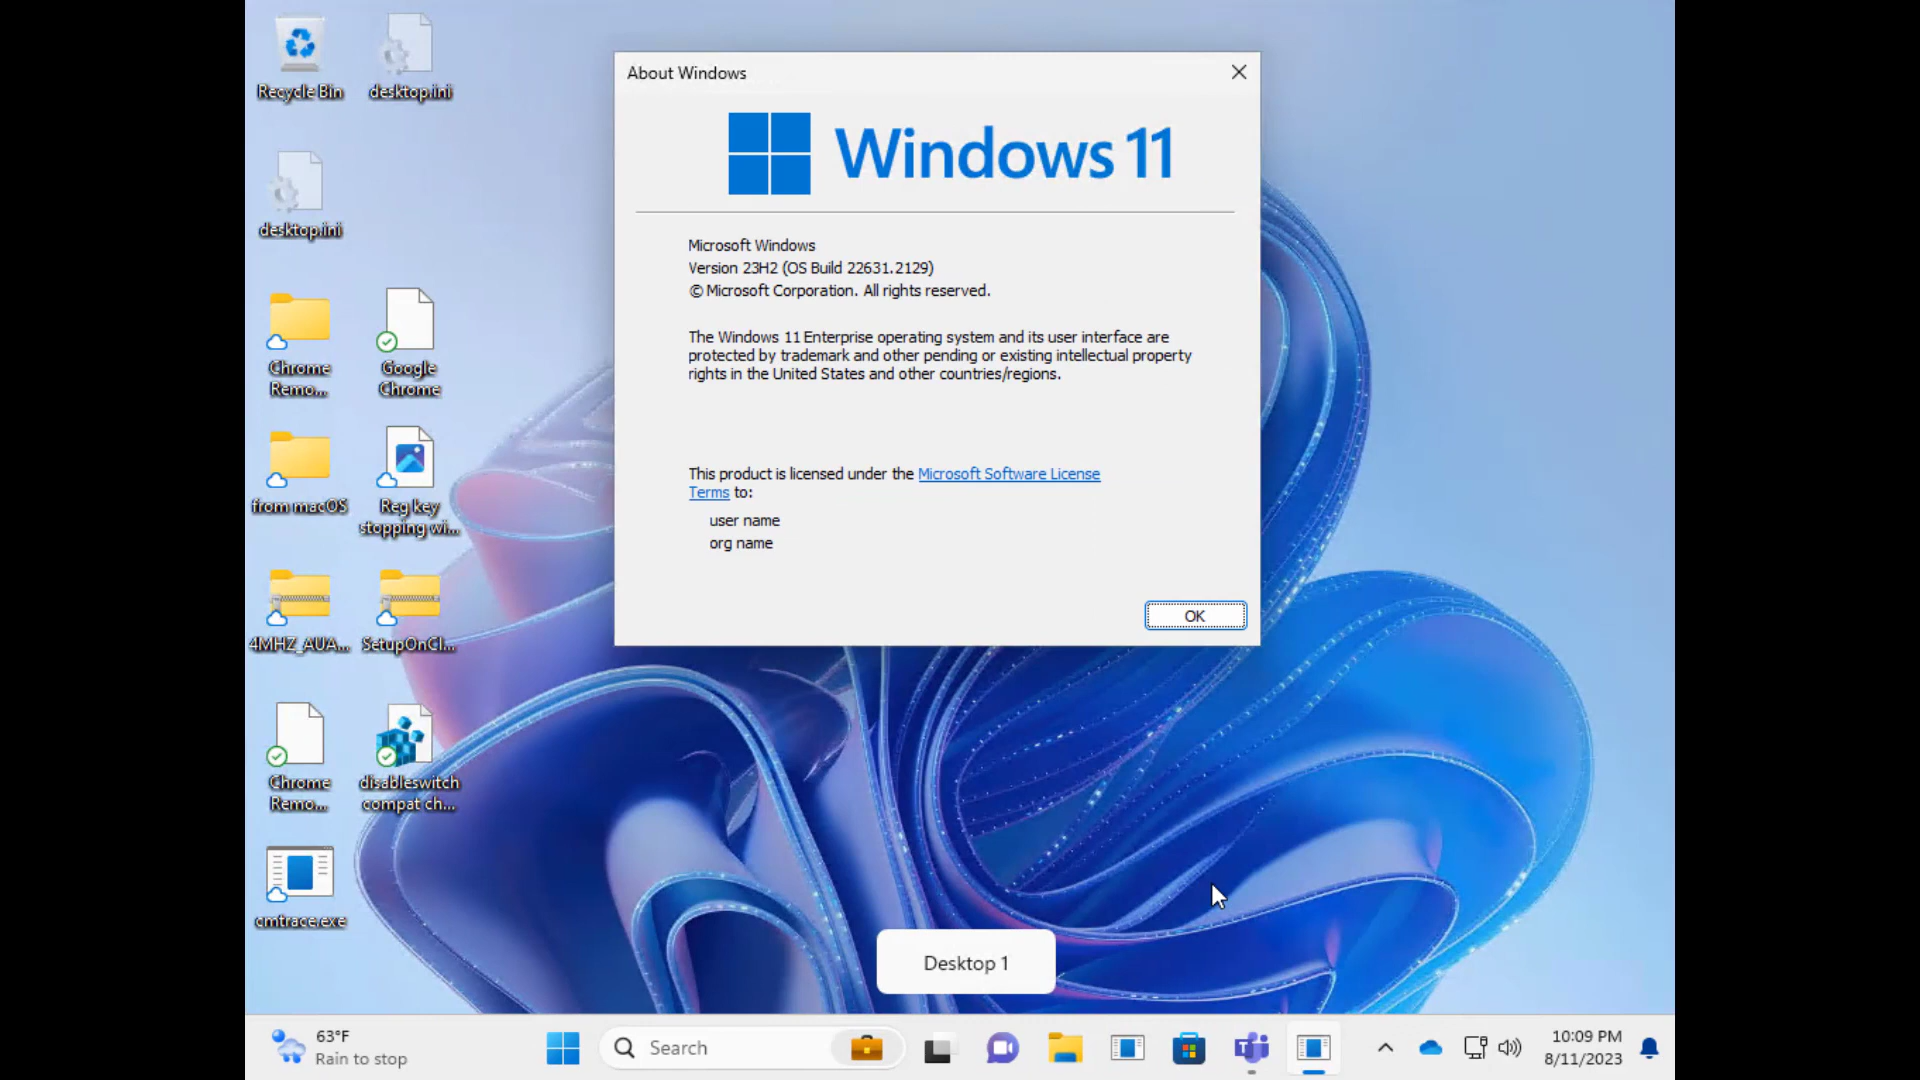 Recycle Bin
desktop.ini
desktop.ini
Chrome
Remo...
Google
Chrome
from macOS
Reg key
stopping wi...
4MHZ_AUA...
SetupOnCl...
Chrome
Remo...
disableswitch
compat ch...
cmtrace.exe
About Windows
Windows 11
Microsoft Windows
Version 23H2 (OS Build 22631.2129)
© Microsoft Corporation. All rights reserved.
The Windows 11 Enterprise operating system and its user interface are
protected by trademark and other pending or existing intellectual property
rights in the United States and other countries/regions.
This product is licensed under the Microsoft Software License
Terms to:
user name
org name
OK
Desktop 1
63°F
Rain to stop
Search
10:09 PM
8/11/2023